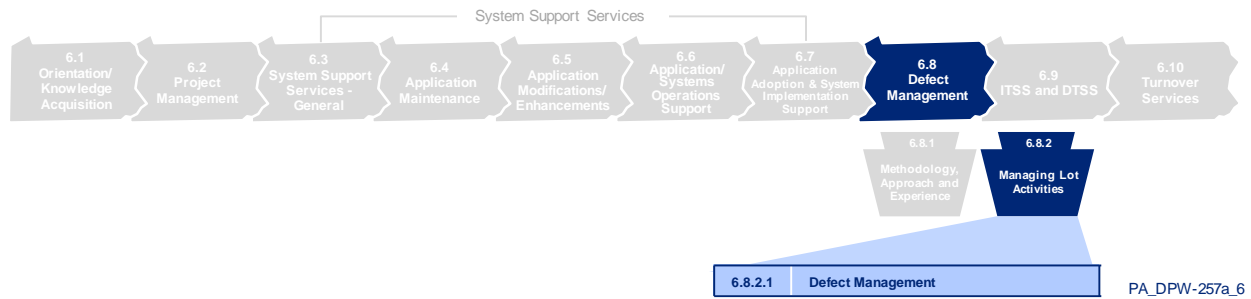 System Support Services
6.1
Orientation/
Knowledge
Acquisition
6.2
Project
Management
6.3
System Support
Services -
General
6.4
Application
Maintenance
6.5
Application
Modifications/
Enhancements
6.6
Application/
Systems
Operations
Support
6.7
Application
Adoption & System
Implementation
Support
6.8
Defect
Management
6.9
ITSS and DTSS
6.10
Turnover
Services
6.8.1
Methodology,
Approach and
Experience
6.8.2
Managing Lot
Activities
6.8.2.1 Defect Management
PA_DPW-257a_6